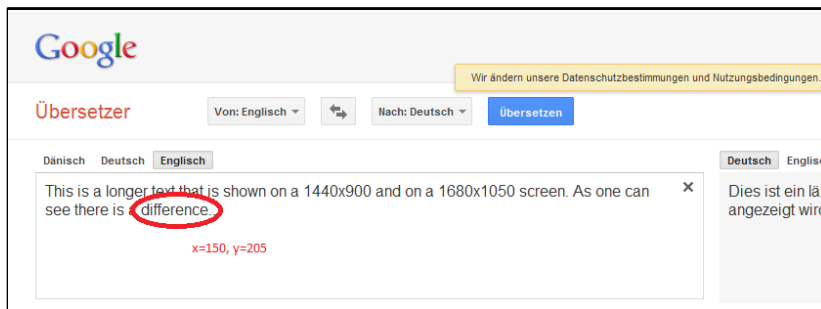 Google
Wir ändern unsere Datenschutzbestimmungen und Nutzungsbedingungen.
Übersetzer
Von: Englisch
Nach: Deutsch
Übersetzen
Dänisch Deutsch Englisch
Deutsch Englisc
This is a longer text that is shown on a 1440x900 and on a 1680x1050 screen. As one can
see there is a difference.
x=150, y=205
Dies ist ein lä
angezeigt wird